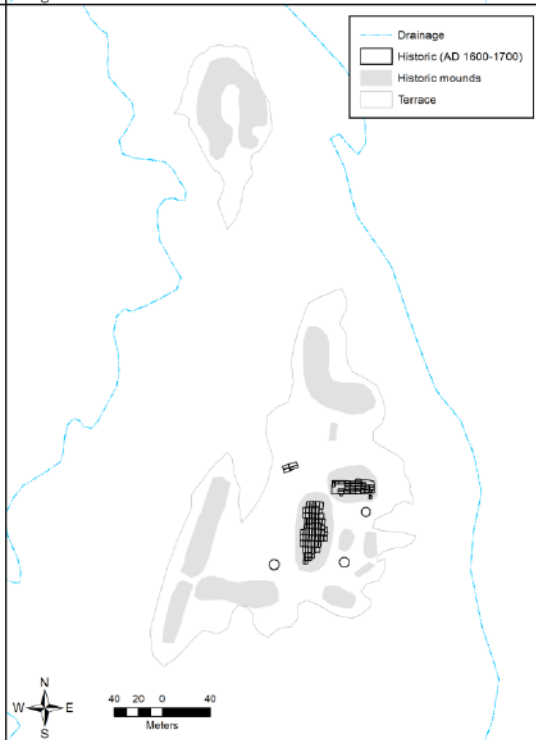 Drainage
Historic (AD 1600-1700)
Historic mounds
Terrace
N
W E
S
40 20 0 40
Meters